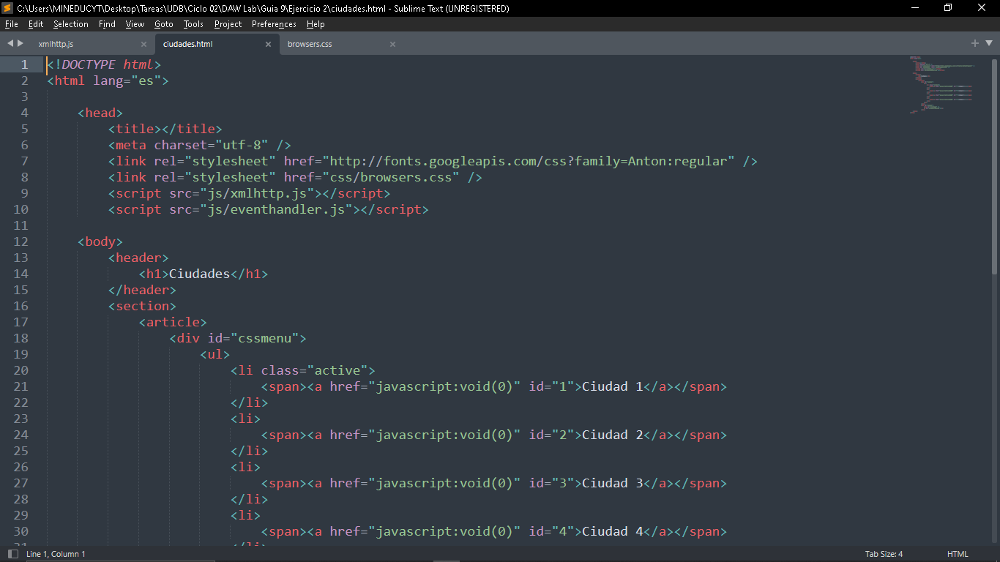 C:\Users\MINEDUCYT\Desktop\Tareas\UDB\Ciclo 02\DAW Lab\Guia 9\Ejercicio 2\ciudades.html - Sublime Text (UNREGISTERED)
File Edit Selection Find View Goto Tools Project Preferences Help
xmlhttp.js × ciudades.html × browsers.css ×
1 <!DOCTYPE html>
2 <html lang="es">
3
4 <head>
5 <title></title>
6 <meta charset="utf-8" />
7 <link rel="stylesheet" href="http://fonts.googleapis.com/css?family=Anton:regular" />
8 <link rel="stylesheet" href="css/browsers.css" />
9 <script src="js/xmlhttp.js"></script>
10 <script src="js/eventhandler.js"></script>
11
12 <body>
13 <header>
14 <h1>Ciudades</h1>
15 </header>
16 <section>
17 <article>
18 <div id="cssmenu">
19 <ul>
20 <li class="active">
21 <span><a href="javascript:void(0)" id="1">Ciudad 1</a></span>
22 </li>
23 <li>
24 <span><a href="javascript:void(0)" id="2">Ciudad 2</a></span>
25 </li>
26 <li>
27 <span><a href="javascript:void(0)" id="3">Ciudad 3</a></span>
28 </li>
29 <li>
30 <span><a href="javascript:void(0)" id="4">Ciudad 4</a></span>
31 </li>
Line 1, Column 1 Tab Size: 4 HTML